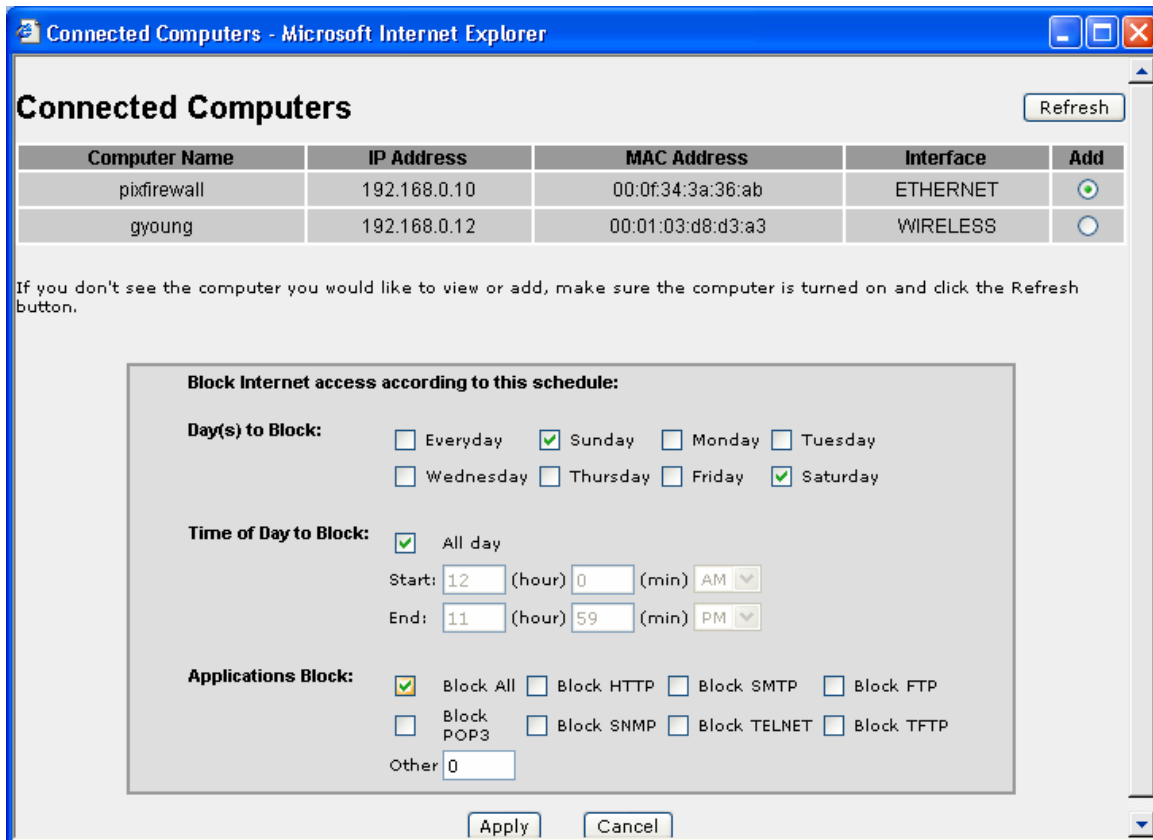 Connected Computers - Microsoft Internet Explorer
Connected Computers
Refresh
Computer Name IP Address MAC Address Interface Add
pixfirewall 192.168.0.10 00:0f:34:3a:36:ab ETHERNET
gyoung 192.168.0.12 00:01:03:d8:d3:a3 WIRELESS
If you don't see the computer you would like to view or add, make sure the computer is turned on and click the Refresh
button.
Block Internet access according to this schedule:
Day(s) to Block: Everyday Sunday Monday Tuesday
Wednesday Thursday Friday Saturday
Time of Day to Block: All day
Start: 12 (hour) 0 (min) AM
End: 11 (hour) 59 (min) PM
Applications Block: Block All Block HTTP Block SMTP Block FTP
Block POP3 Block SNMP Block TELNET Block TFTP
Other 0
Apply Cancel